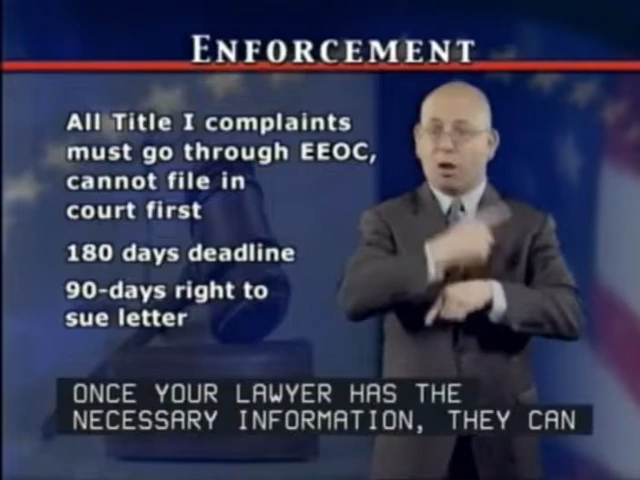 ENFORCEMENT
All Title I complaints
must go through EEOC,
cannot file in
court first
180 days deadline
90-days right to
sue letter
ONCE YOUR LAWYER HAS THE
NECESSARY INFORMATION, THEY CAN